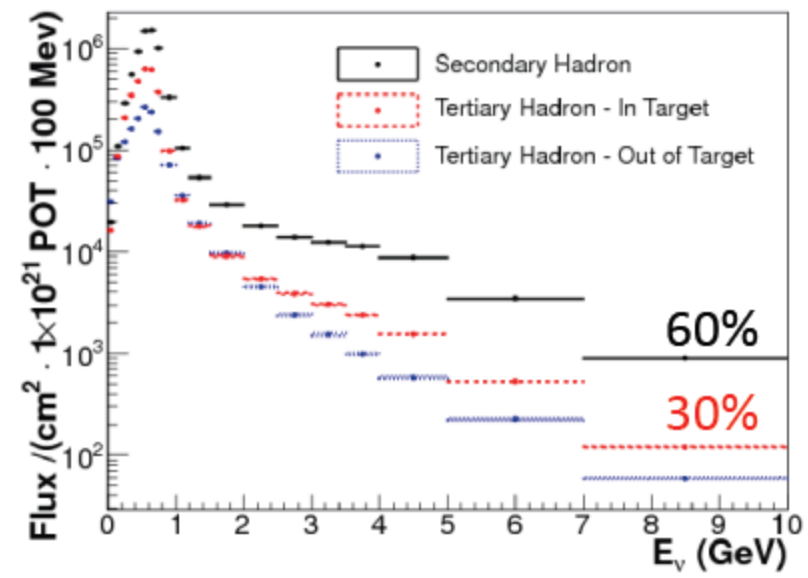 Flux /(cm² · 1×10²¹ POT · 100 Mev)
10⁶
10⁵
10⁴
10³
10²
Secondary Hadron
Tertiary Hadron - In Target
Tertiary Hadron - Out of Target
60%
30%
0 1 2 3 4 5 6 7 8 9 10
Eᵥ (GeV)